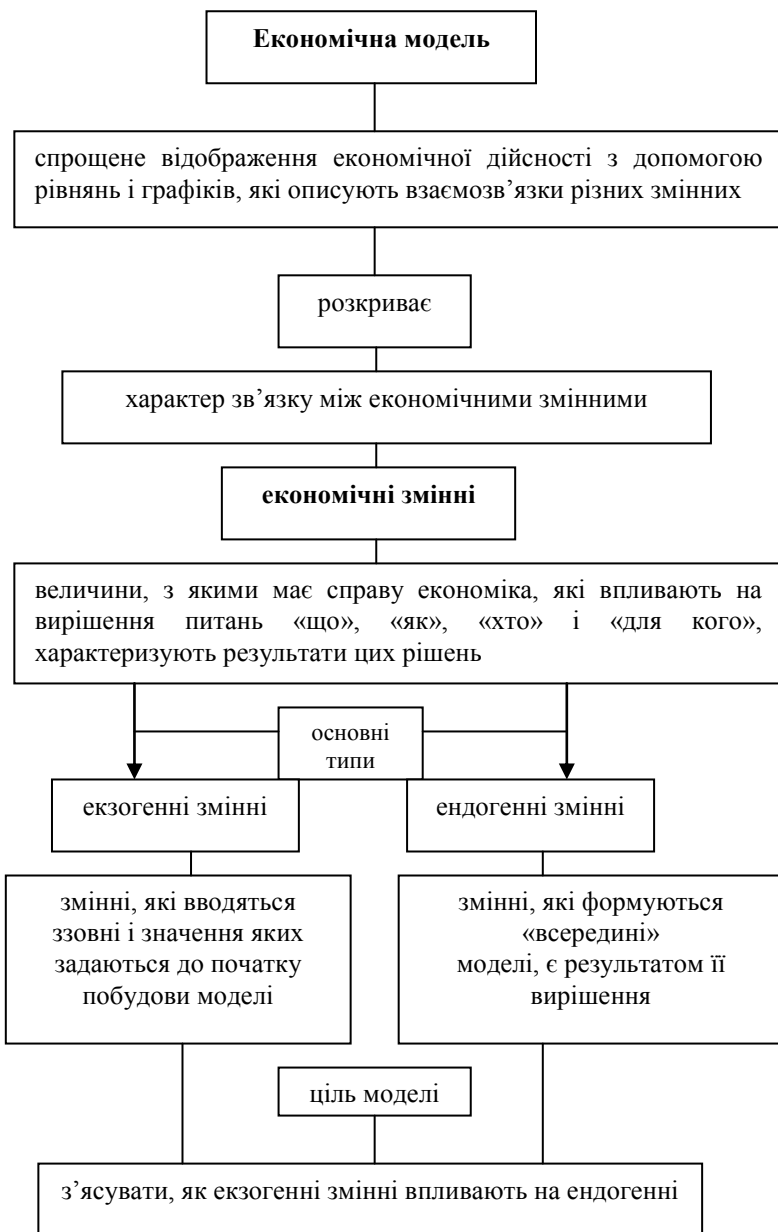 Економічна модель
спрощене відображення економічної дійсності з допомогою
рівнянь і графіків, які описують взаємозв’язки різних змінних
розкриває
характер зв’язку між економічними змінними
економічні змінні
величини, з якими має справу економіка, які впливають на
вирішення питань «що», «як», «хто» і «для кого»,
характеризують результати цих рішень
основні
типи
екзогенні змінні
ендогенні змінні
змінні, які вводяться
ззовні і значення яких
задаються до початку
побудови моделі
змінні, які формуються
«всередині»
моделі, є результатом її
вирішення
ціль моделі
з’ясувати, як екзогенні змінні впливають на ендогенні